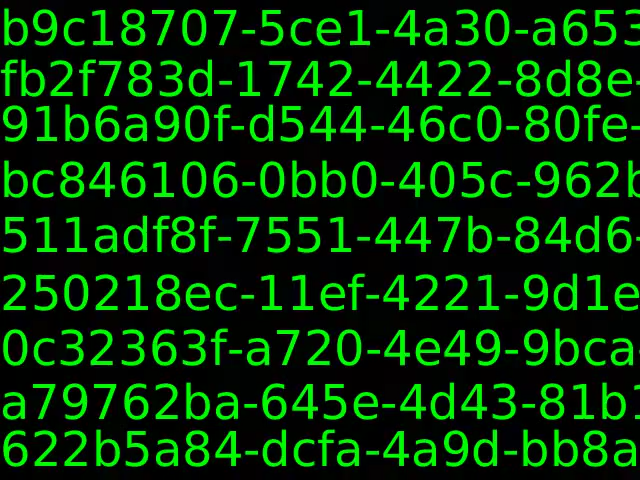 b9c18707-5ce1-4a30-a653
fb2f783d-1742-4422-8d8e-
91b6a90f-d544-46c0-80fe-
bc846106-0bb0-405c-962b
511adf8f-7551-447b-84d6-
250218ec-11ef-4221-9d1e
0c32363f-a720-4e49-9bca-
a79762ba-645e-4d43-81b1
622b5a84-dcfa-4a9d-bb8a